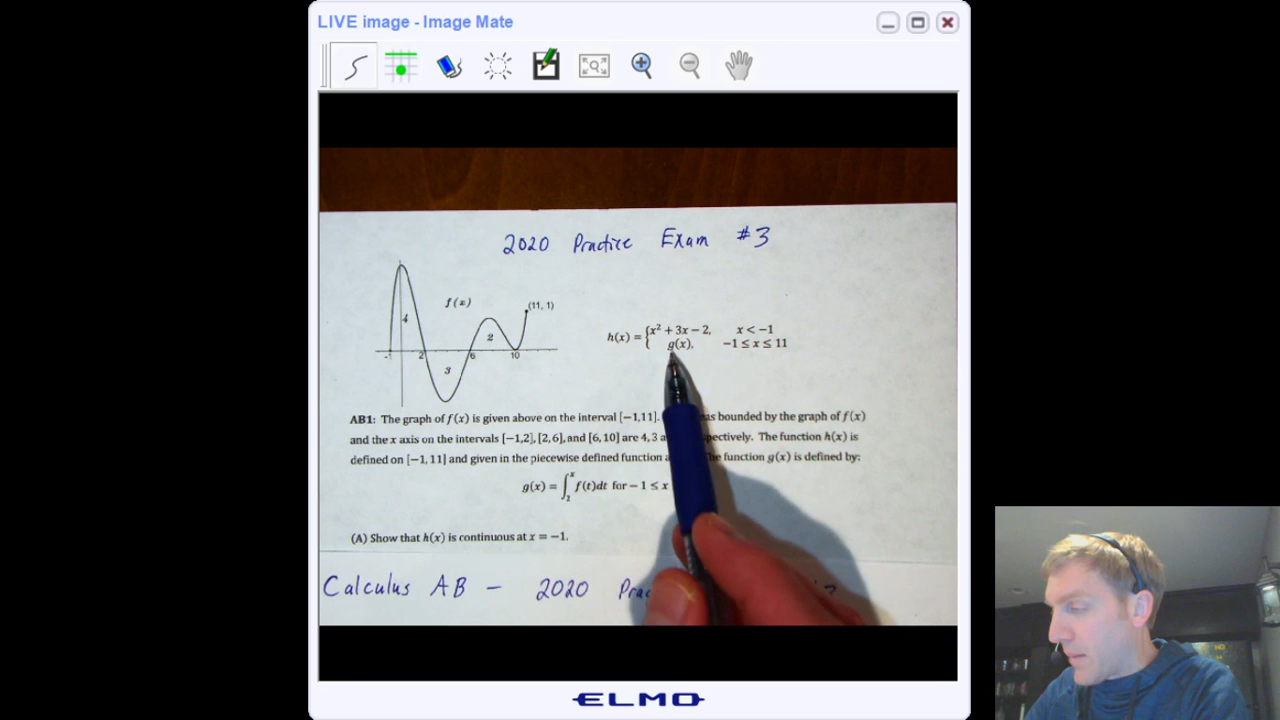 LIVE image - Image Mate
2020 Practice Exam #3
f(x)
(11, 1)
4
2
3
-1
2
6
10
h(x) = {x² + 3x − 2, x < −1
g(x), −1 ≤ x ≤ 11
AB1: The graph of f(x) is given above on the interval [−1,11]. as bounded by the graph of f(x)
and the x axis on the intervals [−1,2], [2,6], and [6,10] are 4, 3 The function h(x) is
defined on [−1, 11] and given in the piecewise defined function function g(x) is defined by:
g(x) = ∫₂ˣ f(t)dt for − 1 ≤ x
(A) Show that h(x) is continuous at x = −1.
Calculus AB - 2020
ELMO